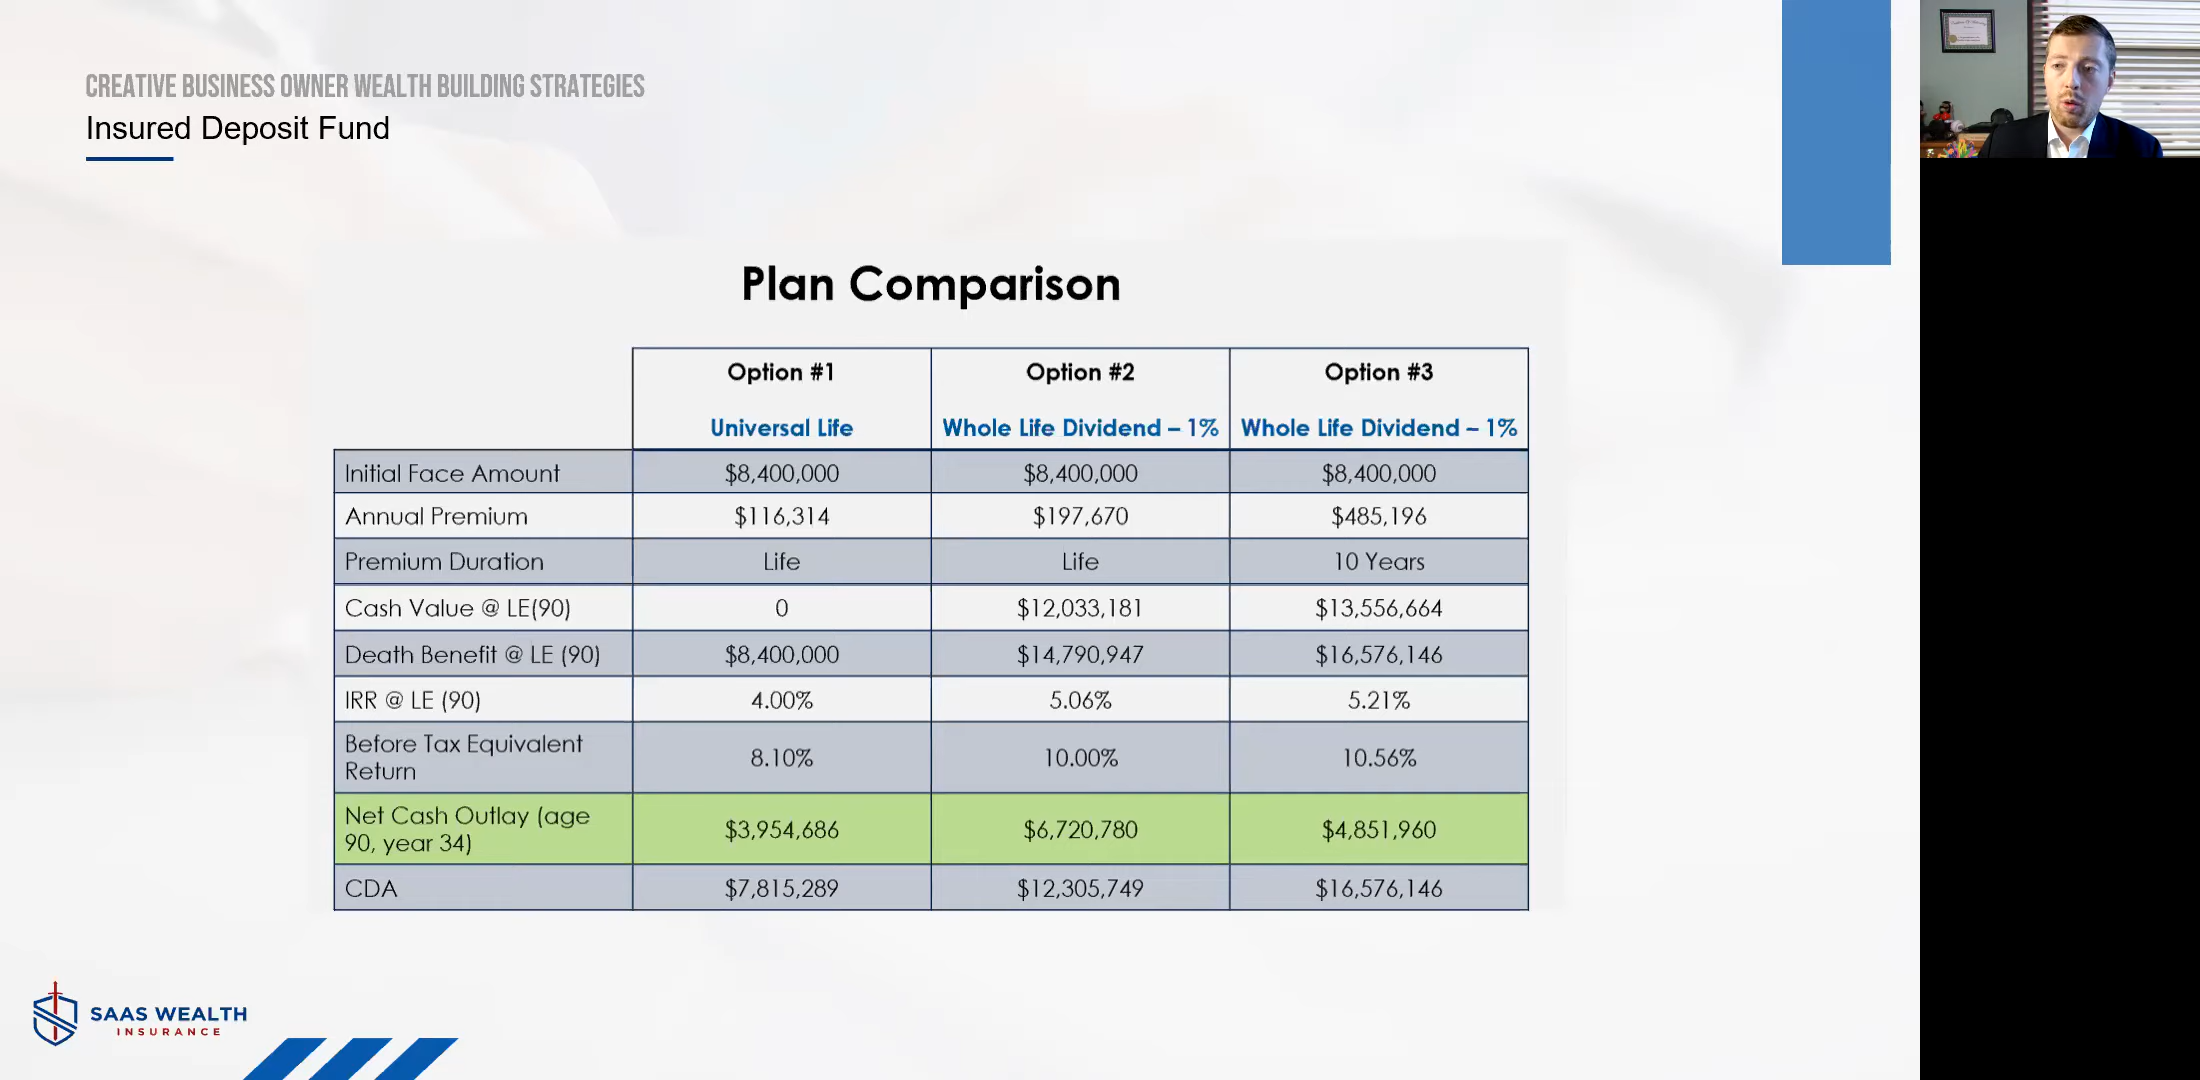 CREATIVE BUSINESS OWNER WEALTH BUILDING STRATEGIES
Insured Deposit Fund
Plan Comparison
Option #1 Option #2 Option #3
Universal Life Whole Life Dividend – 1% Whole Life Dividend – 1%
Initial Face Amount $8,400,000 $8,400,000 $8,400,000
Annual Premium $116,314 $197,670 $485,196
Premium Duration Life Life 10 Years
Cash Value @ LE(90) 0 $12,033,181 $13,556,664
Death Benefit @ LE (90) $8,400,000 $14,790,947 $16,576,146
IRR @ LE (90) 4.00% 5.06% 5.21%
Before Tax Equivalent
Return 8.10% 10.00% 10.56%
Net Cash Outlay (age
90, year 34) $3,954,686 $6,720,780 $4,851,960
CDA $7,815,289 $12,305,749 $16,576,146
SAAS WEALTH
INSURANCE